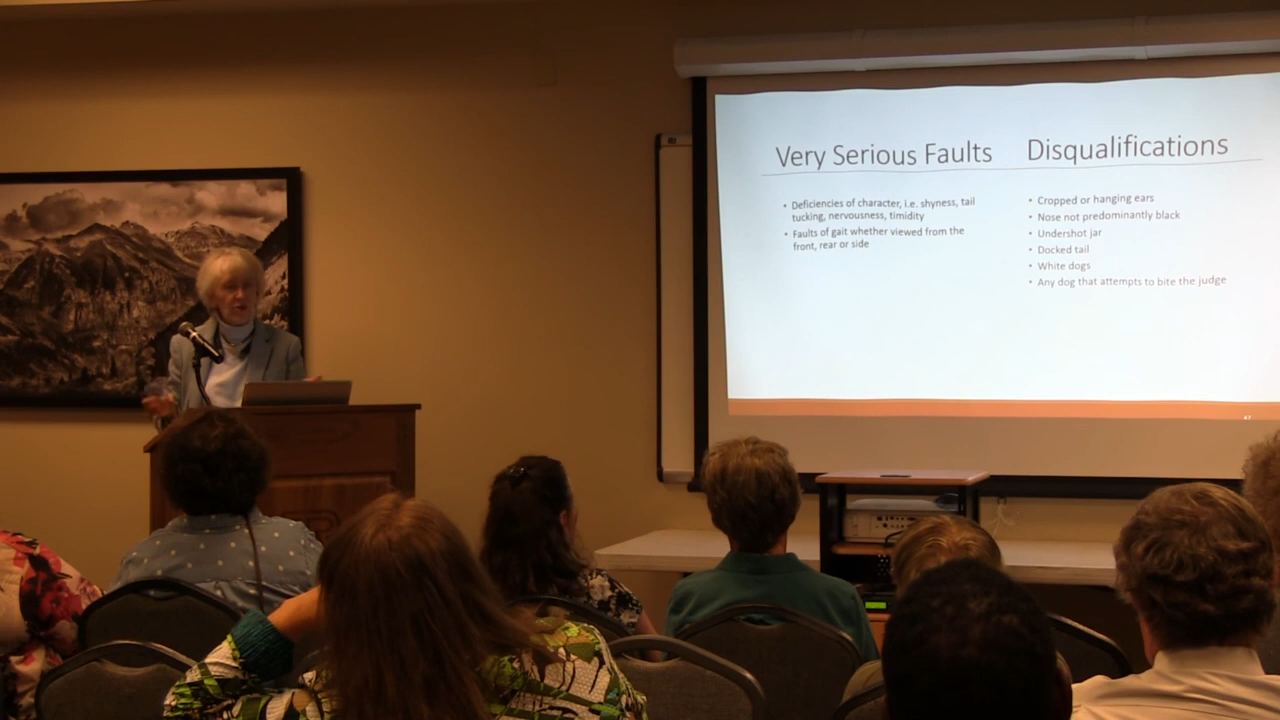 Very Serious Faults
• Deficiencies of character, i.e. shyness, tail
tucking, nervousness, timidity
• Faults of gait whether viewed from the
front, rear or side
Disqualifications
• Cropped or hanging ears
• Nose not predominantly black
• Undershot jar
• Docked tail
• White dogs
• Any dog that attempts to bite the judge
47